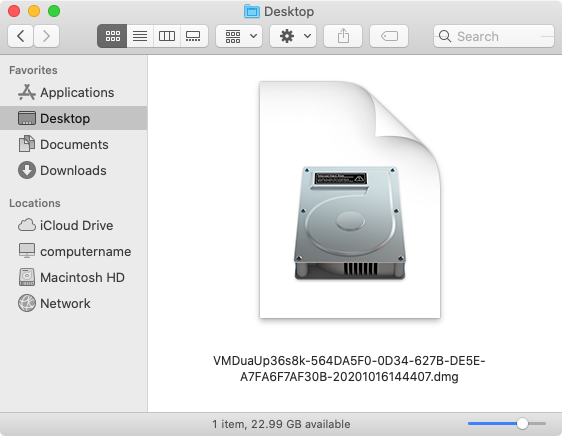 Desktop
Search
Favorites
Applications
Desktop
Documents
Downloads
Locations
iCloud Drive
computername
Macintosh HD
Network
VMDuaUp36s8k-564DA5F0-0D34-627B-DE5E-
A7FA6F7AF30B-20201016144407.dmg
1 item, 22.99 GB available